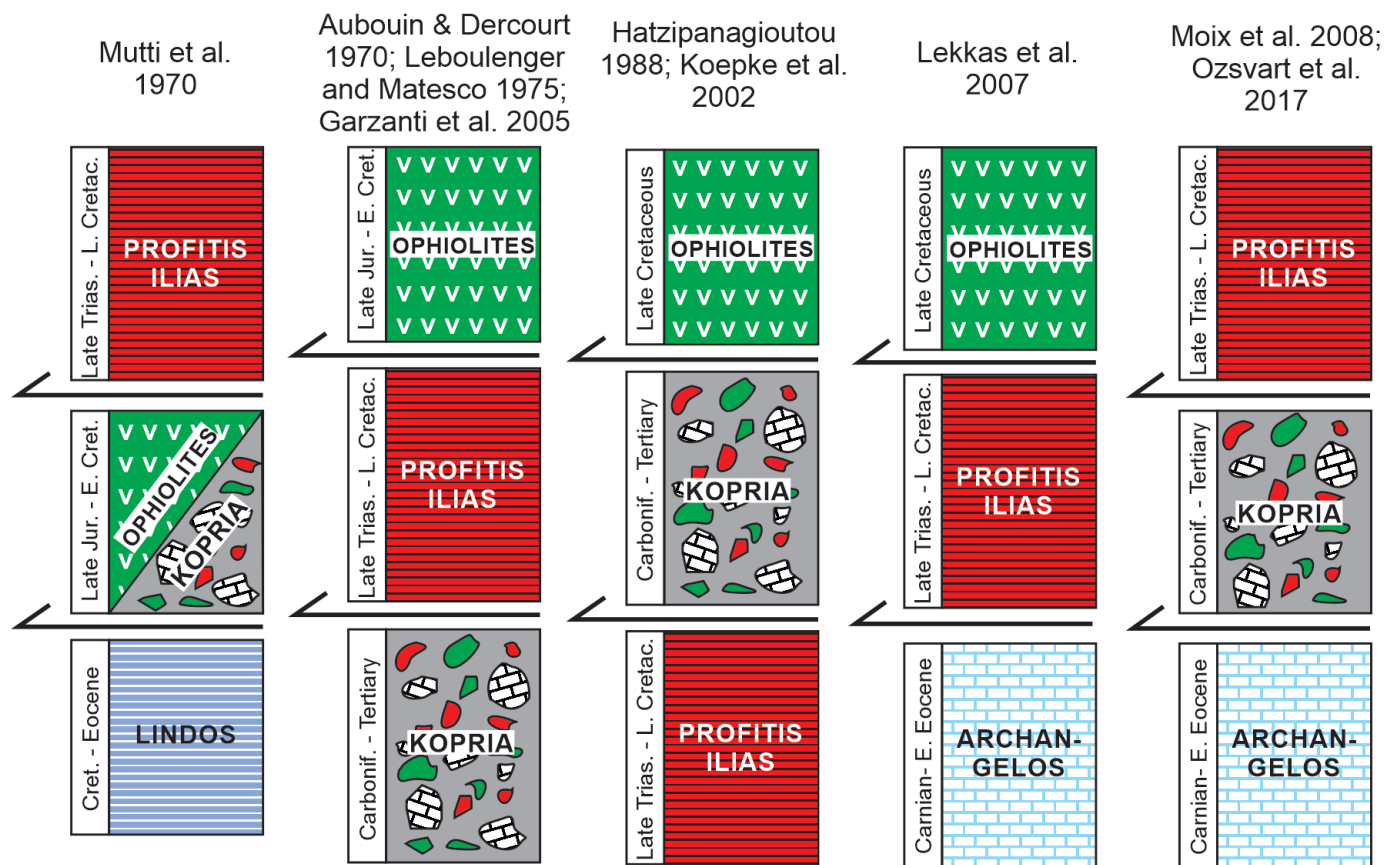 Mutti et al.
1970
Late Trias. - L. Cretac.
PROFITIS
ILIAS
Late Jur. - E. Cret.
OPHIOLITES
KOPRIA
Cret. - Eocene
LINDOS
Aubouin & Dercourt
1970; Leboulenger
and Matesco 1975;
Garzanti et al. 2005
Late Jur. - E. Cret.
OPHIOLITES
Late Trias. - L. Cretac.
PROFITIS
ILIAS
Carbonif. - Tertiary
KOPRIA
Hatzipanagioutou
1988; Koepke et al.
2002
Late Cretaceous
OPHIOLITES
Carbonif. - Tertiary
KOPRIA
Late Trias. - L. Cretac.
PROFITIS
ILIAS
Lekkas et al.
2007
Late Cretaceous
OPHIOLITES
Late Trias. - L. Cretac.
PROFITIS
ILIAS
Carnian- E. Eocene
ARCHAN-
GELOS
Moix et al. 2008;
Ozsvart et al.
2017
Late Trias. - L. Cretac.
PROFITIS
ILIAS
Carbonif. - Tertiary
KOPRIA
Carnian- E. Eocene
ARCHAN-
GELOS